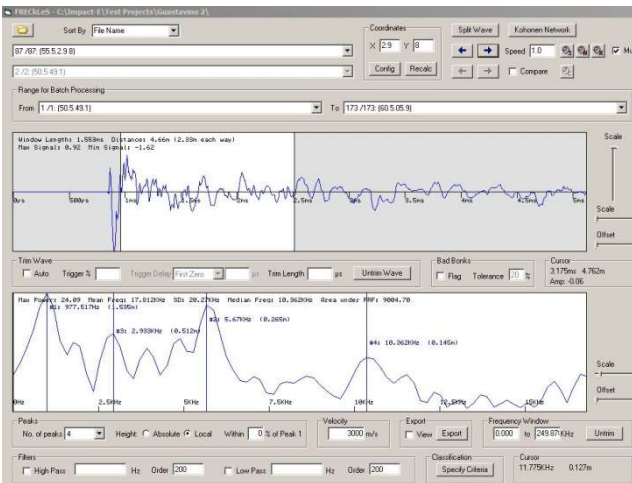 FRECkLeS - C:\Impact-E\Test Projects\Guastavino 2\
Sort By File Name
Coordinates
X 2.9 Y 8
Config Recalc
Split Wave Kohonen Network
Speed 1.0
Compare
87 /87: (55.5.2.9 8)
2 /2: (50.5.49.1)
Range for Batch Processing
From 1 /1: (50.5.49.1) To 173 /173: (60.5.05.9)
Window Length: 1.553ms Distance: 4.66m (2.33m each way)
Max Signal: 0.92 Min Signal: -1.62
0µs 500µs 1ms 1.5ms 2ms 2.5ms 3ms 3.5ms 4ms 4.5ms 5ms
Scale
Scale
Offset
Trim Wave
Auto Trigger % Trigger Delay First Zero µs Trim Length µs Untrim Wave
Bad Bonks
Flag Tolerance 20 %
Cursor
3.175ms 4.762m
Amp: -0.06
Max Power: 24.09 Mean Freq: 17.812KHz SD: 20.27KHz Median Freq: 10.362KHz Area under PRF: 9004.70
#1: 977.517Hz (1.535m)
#2: 5.67KHz (0.265m)
#3: 2.933KHz (0.512m)
#4: 10.362KHz (0.145m)
0Hz 2.5KHz 5KHz 7.5KHz 10KHz 12.5KHz 15KHz
Scale
Offset
Peaks
No. of peaks 4 Height: Absolute Local Within 0 % of Peak 1
Velocity
3000 m/s
Export
View Export
Frequency Window
0.000 to 249.87 KHz Untrim
Filters
High Pass Hz Order 200 Low Pass Hz Order 200
Classification
Specify Criteria
Cursor
11.775KHz 0.127m